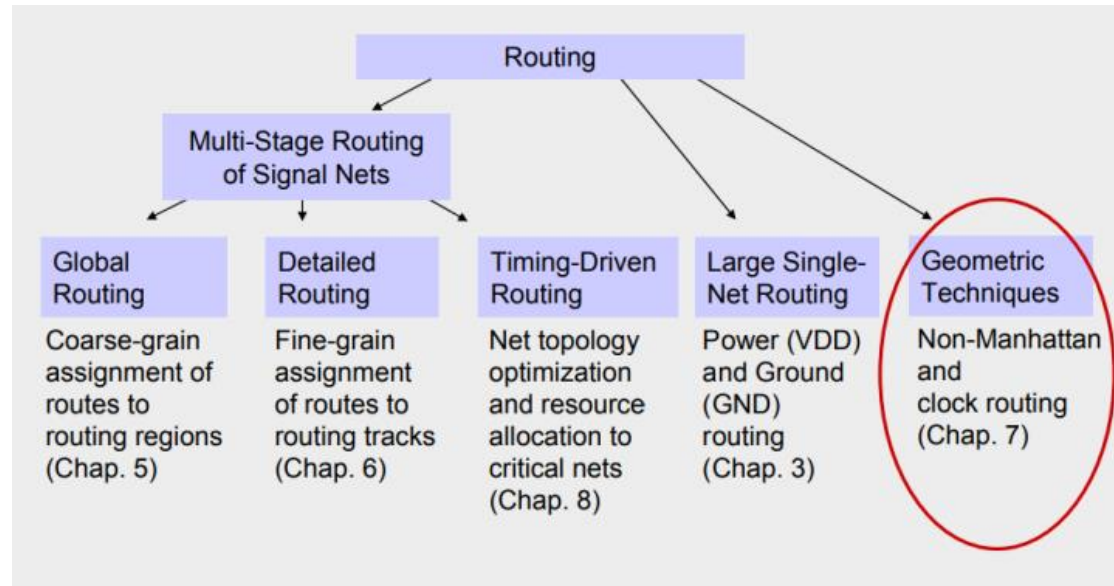 Routing
Multi-Stage Routing
of Signal Nets
Global
Routing
Coarse-grain
assignment of
routes to
routing regions
(Chap. 5)
Detailed
Routing
Fine-grain
assignment
of routes to
routing tracks
(Chap. 6)
Timing-Driven
Routing
Net topology
optimization
and resource
allocation to
critical nets
(Chap. 8)
Large Single-
Net Routing
Power (VDD)
and Ground
(GND)
routing
(Chap. 3)
Geometric
Techniques
Non-Manhattan
and
clock routing
(Chap. 7)